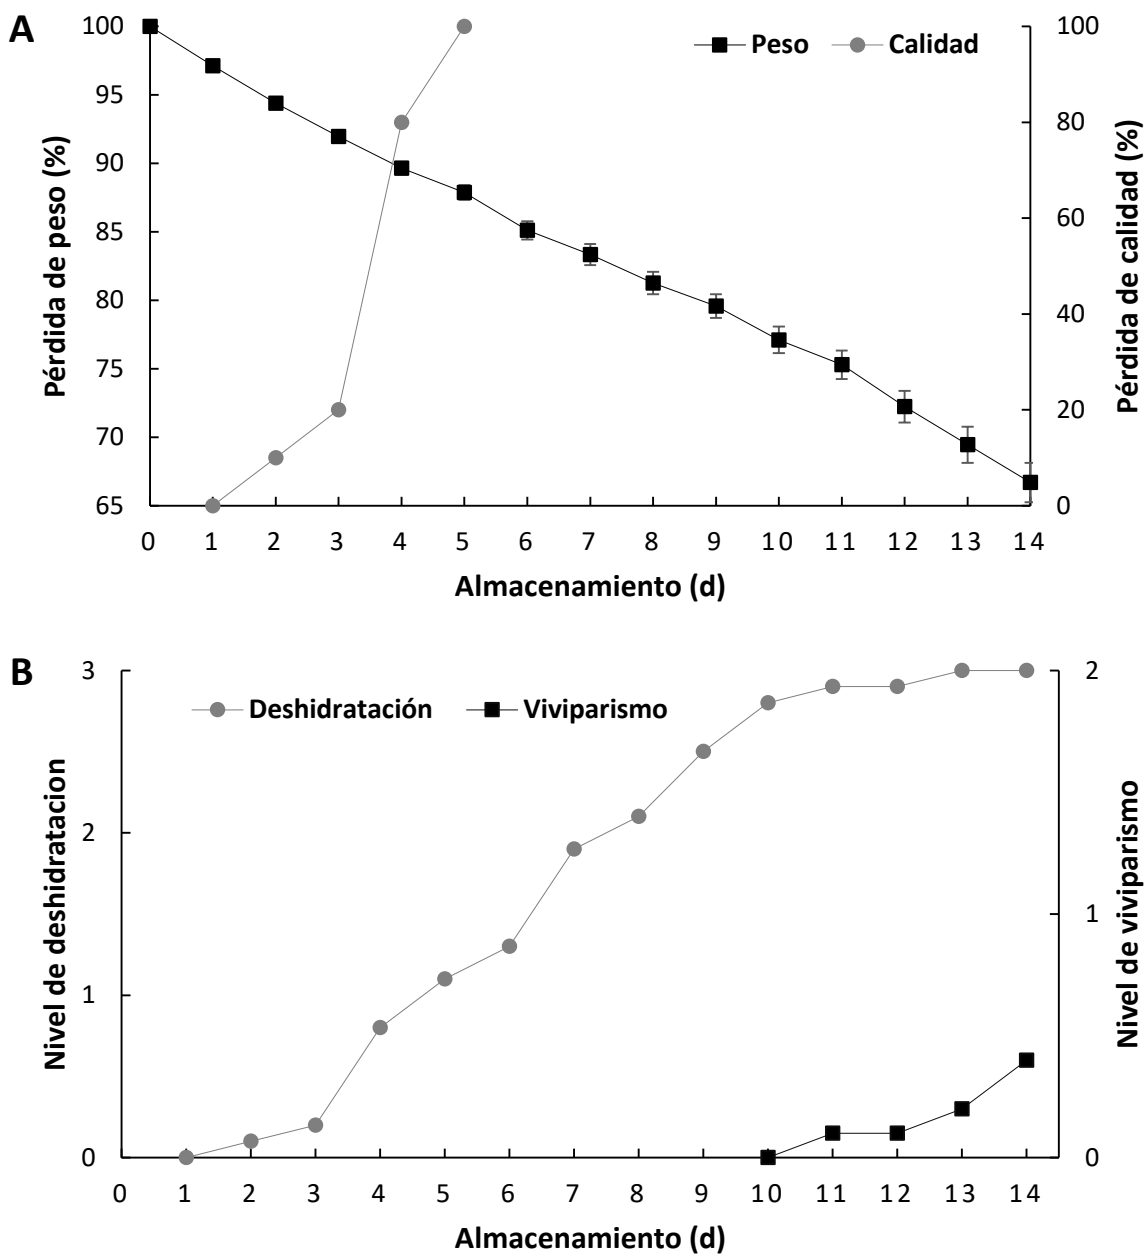 A
Peso
Calidad
Pérdida de peso (%)
100
95
90
85
80
75
70
65
Pérdida de calidad (%)
100
80
60
40
20
0
0 1 2 3 4 5 6 7 8 9 10 11 12 13 14
Almacenamiento (d)
B
Deshidratación
Viviparismo
Nivel de deshidratacion
3
2
1
0
Nivel de viviparismo
2
1
0
0 1 2 3 4 5 6 7 8 9 10 11 12 13 14
Almacenamiento (d)